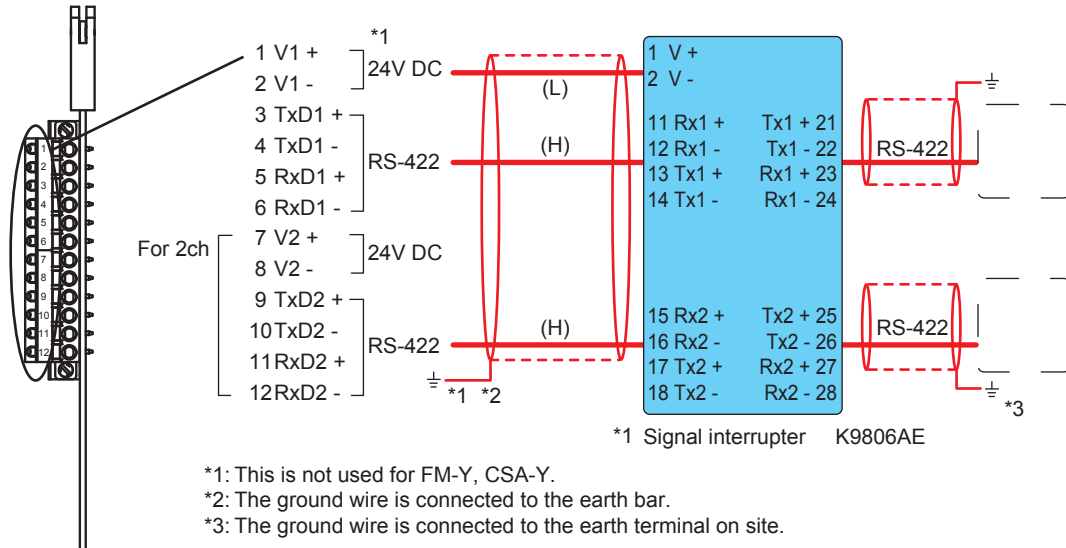 *1
1 V1 +
2 V1 -
24V DC
3 TxD1 +
4 TxD1 -
5 RxD1 +
6 RxD1 -
RS-422
For 2ch
7 V2 +
8 V2 -
24V DC
9 TxD2 +
10 TxD2 -
11 RxD2 +
12 RxD2 -
RS-422
1
2
3
4
5
6
7
8
9
10
11
12
(L)
(H)
(H)
*1 *2
1 V +
2 V -
11 Rx1 + Tx1 + 21
12 Rx1 - Tx1 - 22
13 Tx1 + Rx1 + 23
14 Tx1 - Rx1 - 24
15 Rx2 + Tx2 + 25
16 Rx2 - Tx2 - 26
17 Tx2 + Rx2 + 27
18 Tx2 - Rx2 - 28
RS-422
RS-422
*3
*1 Signal interrupter K9806AE
*1: This is not used for FM-Y, CSA-Y.
*2: The ground wire is connected to the earth bar.
*3: The ground wire is connected to the earth terminal on site.